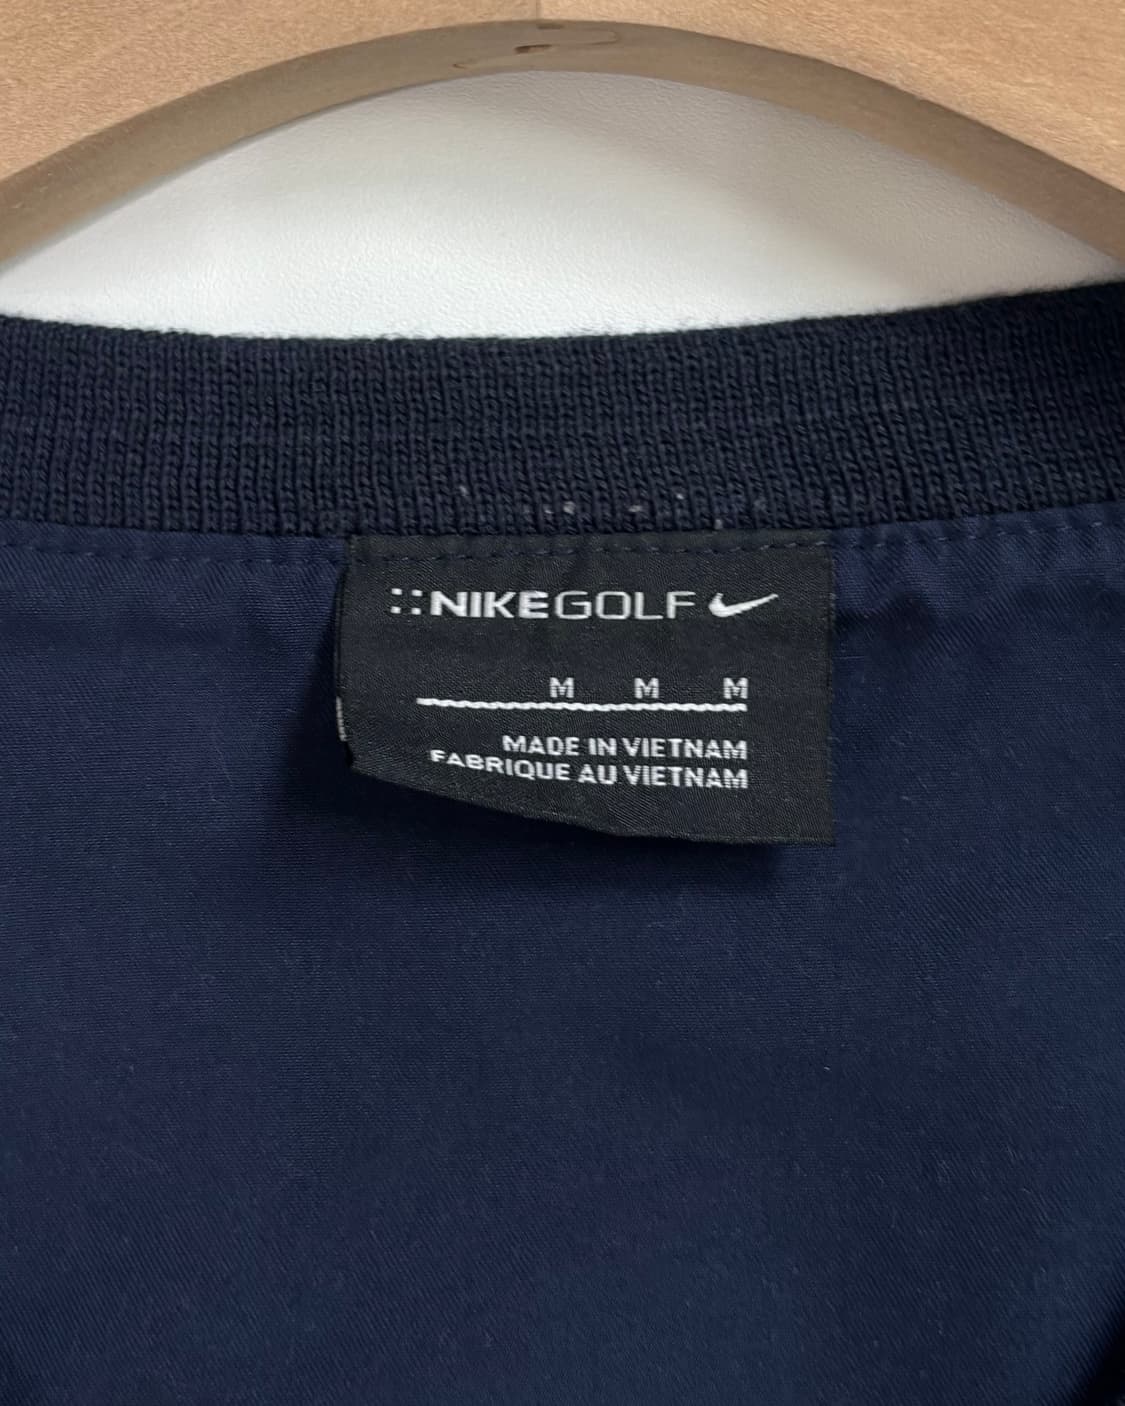 NIKEGOLF
M M M
MADE IN VIETNAM
FABRIQUE AU VIETNAM